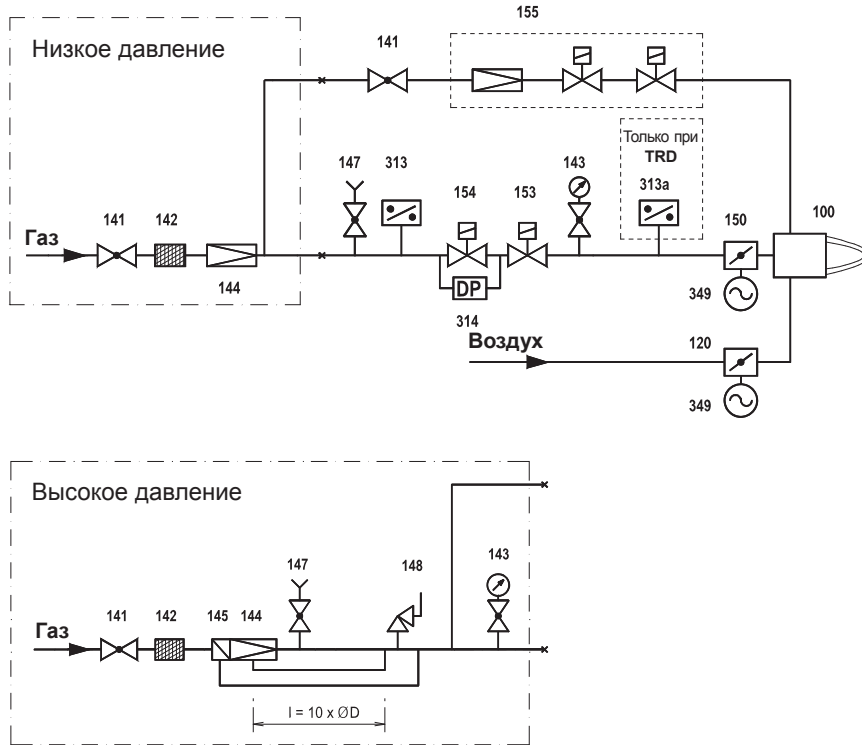 155
Низкое давление
141
Только при
TRD
147
313
154
153
143
313a
150
100
141
142
Газ
144
DP
314
349
Воздух
120
349
Высокое давление
147
148
143
141
142
145
144
Газ
l = 10 x ØD